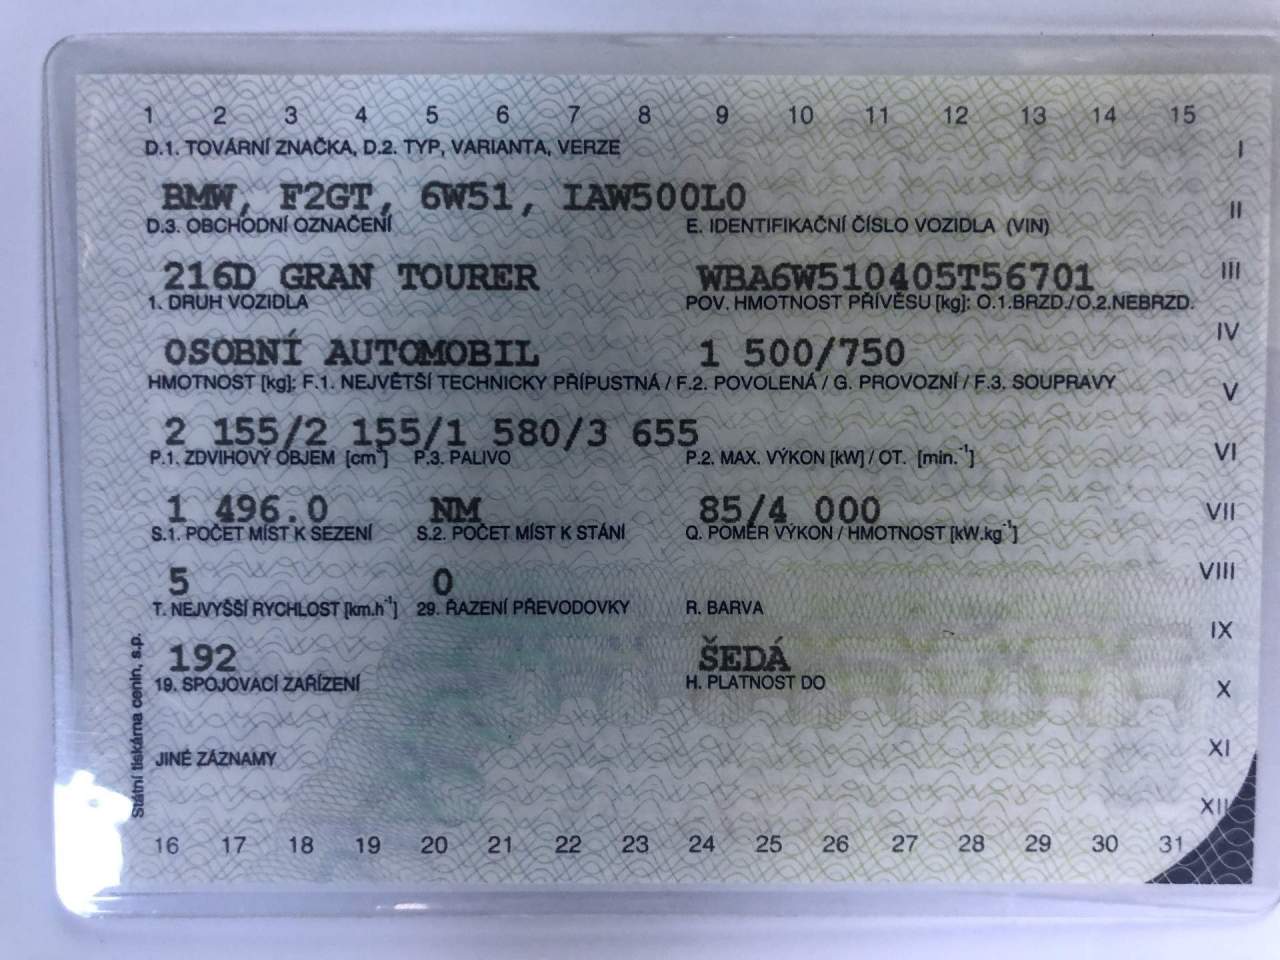 1 2 3 4 5 6 7 8 9 10 11 12 13 14 15
D.1. TOVÁRNÍ ZNAČKA, D.2. TYP, VARIANTA, VERZE
I
BMW, F2GT, 6W51, IAW500L0
II
D.3. OBCHODNÍ OZNAČENÍ E. IDENTIFIKAČNÍ ČÍSLO VOZIDLA (VIN)
216D GRAN TOURER WBA6W510405T56701
III
1. DRUH VOZIDLA POV. HMOTNOST PŘÍVĚSU [kg]: O.1.BRZD./O.2.NEBRZD.
IV
OSOBNÍ AUTOMOBIL 1 500/750
HMOTNOST [kg]: F.1. NEJVĚTŠÍ TECHNICKY PŘÍPUSTNÁ / F.2. POVOLENÁ / G. PROVOZNÍ / F.3. SOUPRAVY
V
2 155/2 155/1 580/3 655
P.1. ZDVIHOVÝ OBJEM [cm³] P.3. PALIVO P.2. MAX. VÝKON [kW] / OT. [min.⁻¹]
VI
1 496.0 NM 85/4 000
VII
S.1. POČET MÍST K SEZENÍ S.2. POČET MÍST K STÁNÍ Q. POMĚR VÝKON / HMOTNOST [kW.kg⁻¹]
5 0
VIII
T. NEJVYŠŠÍ RYCHLOST [km.h⁻¹] 29. ŘAZENÍ PŘEVODOVKY R. BARVA
IX
192 ŠEDÁ
19. SPOJOVACÍ ZAŘÍZENÍ H. PLATNOST DO
X
XI
JINÉ ZÁZNAMY
XII
16 17 18 19 20 21 22 23 24 25 26 27 28 29 30 31
Státní tiskárna cenin, s.p.